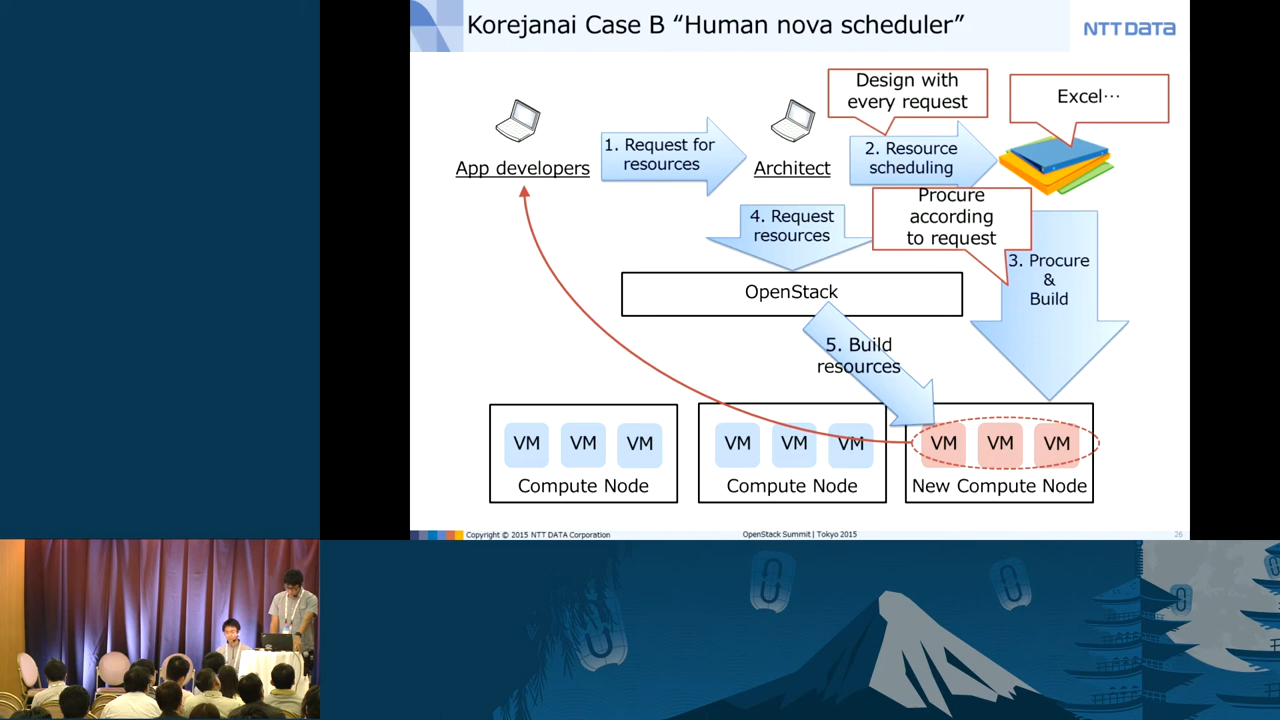 Korejanai Case B “Human nova scheduler”
NTT DATA
Design with
every request
Excel…
1. Request for
resources
2. Resource
scheduling
App developers
Architect
Procure
according
to request
4. Request
resources
3. Procure
&
Build
OpenStack
5. Build
resources
VM VM VM
VM VM VM
VM VM VM
Compute Node
Compute Node
New Compute Node
Copyright © 2015 NTT DATA Corporation
OpenStack Summit | Tokyo 2015
26